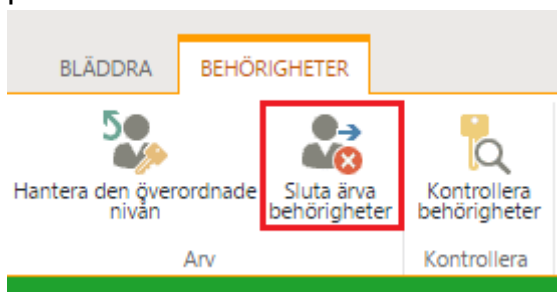 BLÄDDRA
BEHÖRIGHETER
Hantera den överordnade
nivån
Sluta ärva
behörigheter
Kontrollera
behörigheter
Arv
Kontrollera